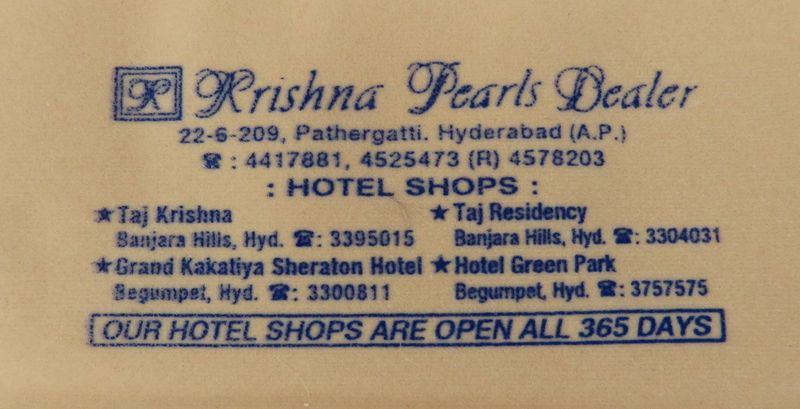 K Krishna Pearls Dealer
22-6-209, Pathergatti. Hyderabad (A.P.)
☎ : 4417881, 4525473 (R) 4578203
: HOTEL SHOPS :
★ Taj Krishna ★ Taj Residency
Banjara Hills, Hyd. ☎: 3395015 Banjara Hills, Hyd. ☎: 3304031
★ Grand Kakatiya Sheraton Hotel ★ Hotel Green Park
Begumpet, Hyd. ☎: 3300811 Begumpet, Hyd. ☎: 3757575
OUR HOTEL SHOPS ARE OPEN ALL 365 DAYS